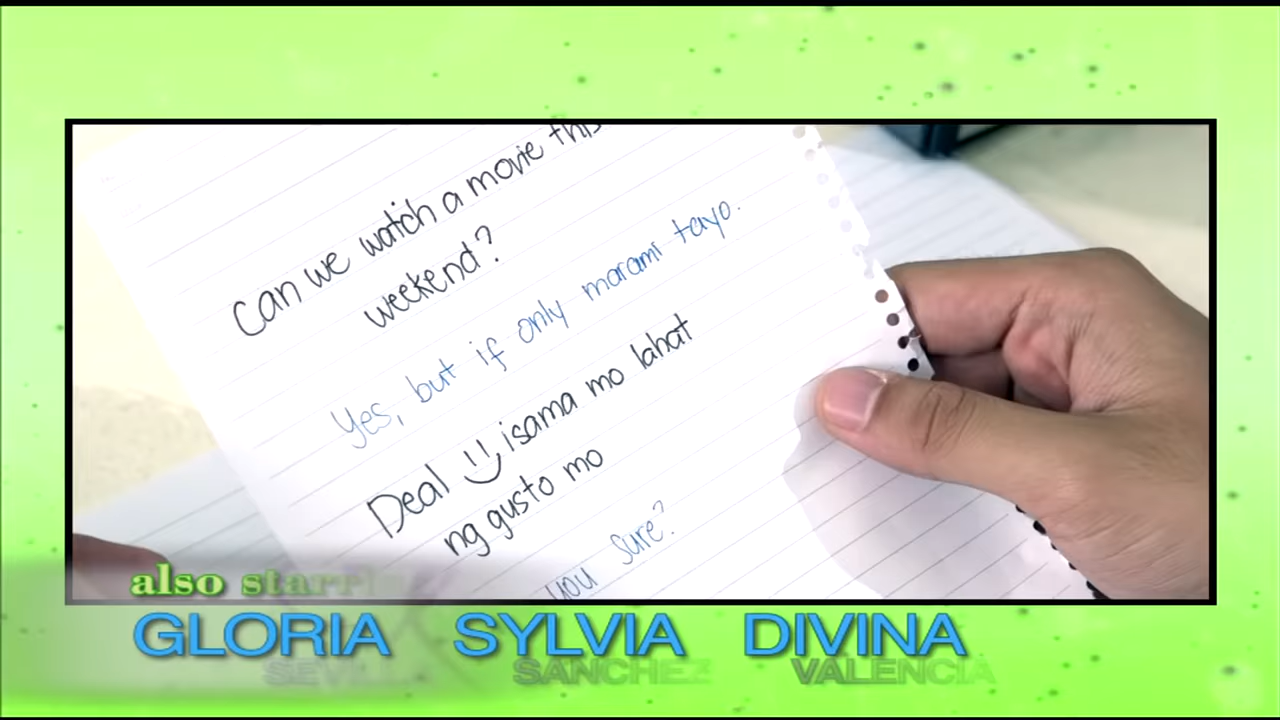 Can we watch a movie this
weekend?
Yes, but if only marami tayo.
Deal isama mo lahat
ng gusto mo
you sure?
also starring
GLORIA SYLVIA DIVINA
SEVILLA SANCHEZ VALENCIA